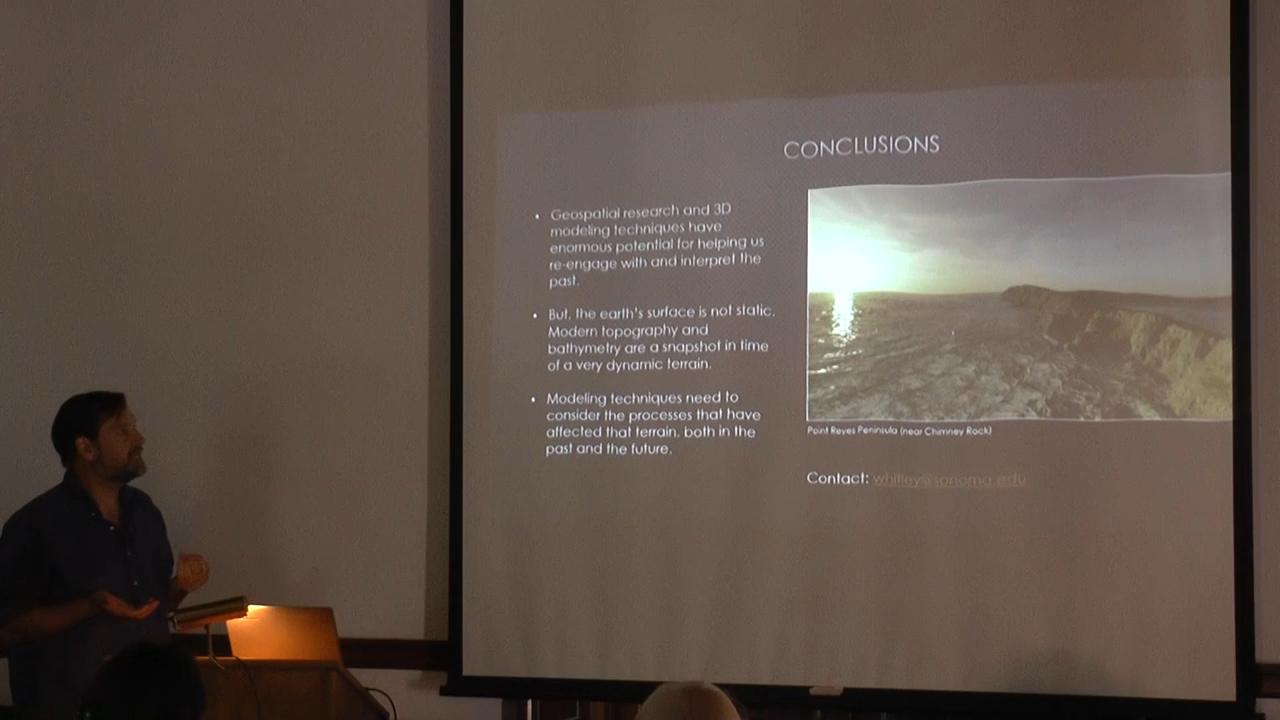 CONCLUSIONS
• Geospatial research and 3D
modeling techniques have
enormous potential for helping us
re-engage with and interpret the
past.
• But, the earth's surface is not static.
Modern topography and
bathymetry are a snapshot in time
of a very dynamic terrain.
• Modeling techniques need to
consider the processes that have
affected that terrain, both in the
past and the future.
Point Reyes Peninsula (near Chimney Rock)
Contact: whitley@sonoma.edu